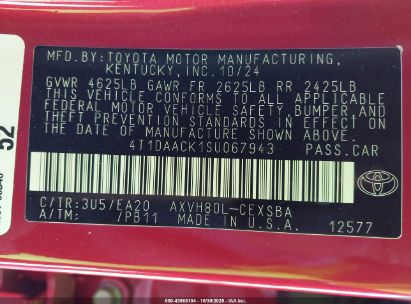 MFD.BY:TOYOTA MOTOR MANUFACTURING,
KENTUCKY,INC.10/24
GVWR 4625LB GAWR FR 2625LB RR 2425LB
THIS VEHICLE CONFORMS TO ALL APPLICABLE
FEDERAL MOTOR VEHICLE SAFETY, BUMPER, AND
THEFT PREVENTION STANDARDS IN EFFECT ON
THE DATE OF MANUFACTURE SHOWN ABOVE.
4T1DAACK1SU067943 PASS.CAR
C/TR:3U5/EA20 AXVH80L-CEXSBA
A/TM: /PB11 MADE IN U.S.A. 12577
TOYOTA
52